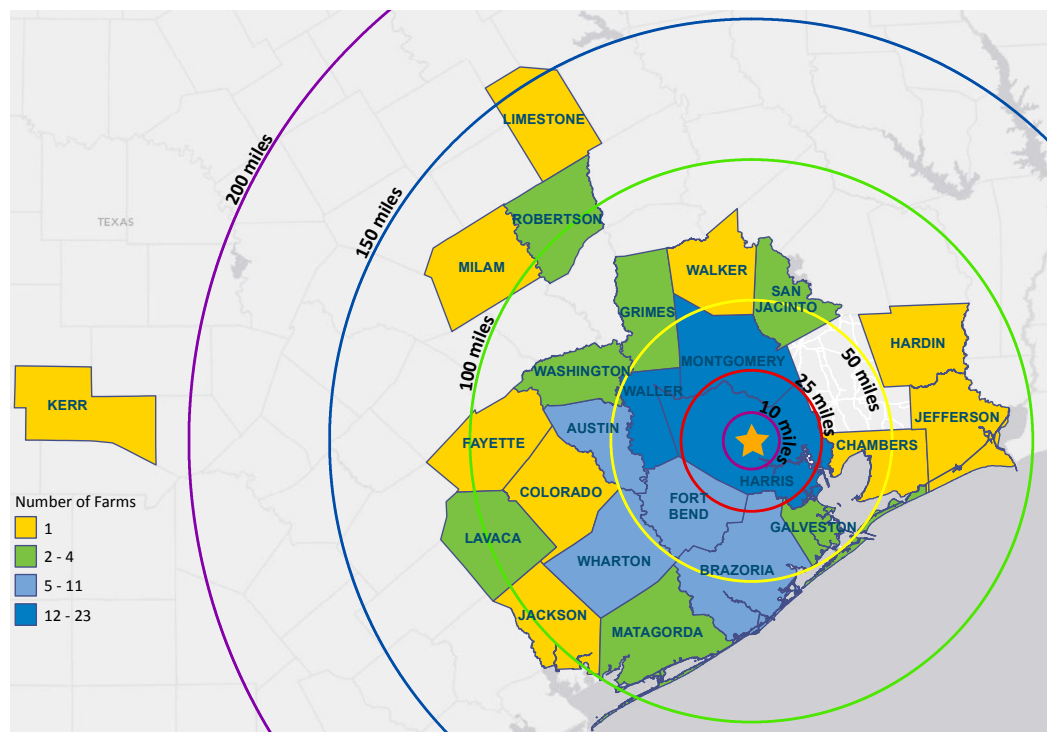 LIMESTONE
200 miles
150 miles
ROBERTSON
TEXAS
MILAM
WALKER
SAN
JACINTO
GRIMES
100 miles
HARDIN
MONTGOMERY
50 miles
WASHINGTON
WALLER
25 miles
KERR
10 miles
JEFFERSON
AUSTIN
FAYETTE
CHAMBERS
HARRIS
COLORADO
FORT
BEND
GALVESTON
Number of Farms
1
2 - 4
5 - 11
12 - 23
LAVACA
WHARTON
BRAZORIA
JACKSON
MATAGORDA